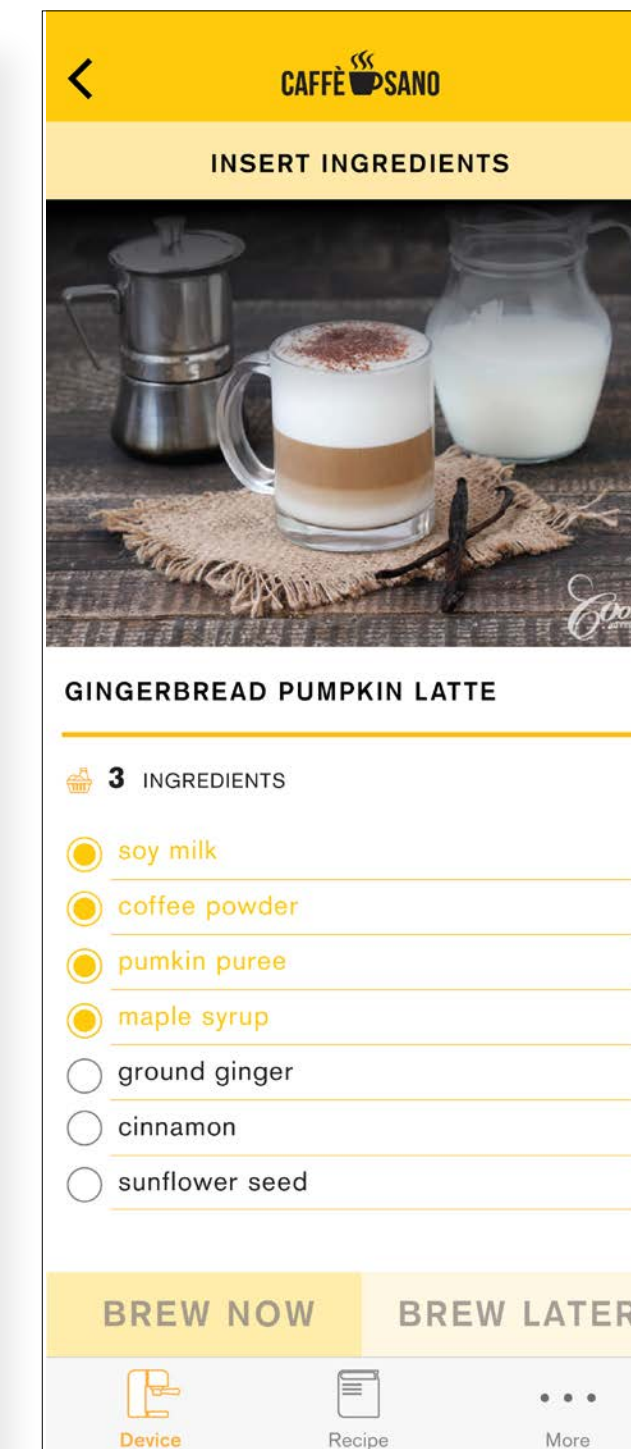 CAFFÈ SANO
INSERT INGREDIENTS
GINGERBREAD PUMPKIN LATTE
3 INGREDIENTS
soy milk
coffee powder
pumkin puree
maple syrup
ground ginger
cinnamon
sunflower seed
BREW NOW BREW LATER
Device Recipe More